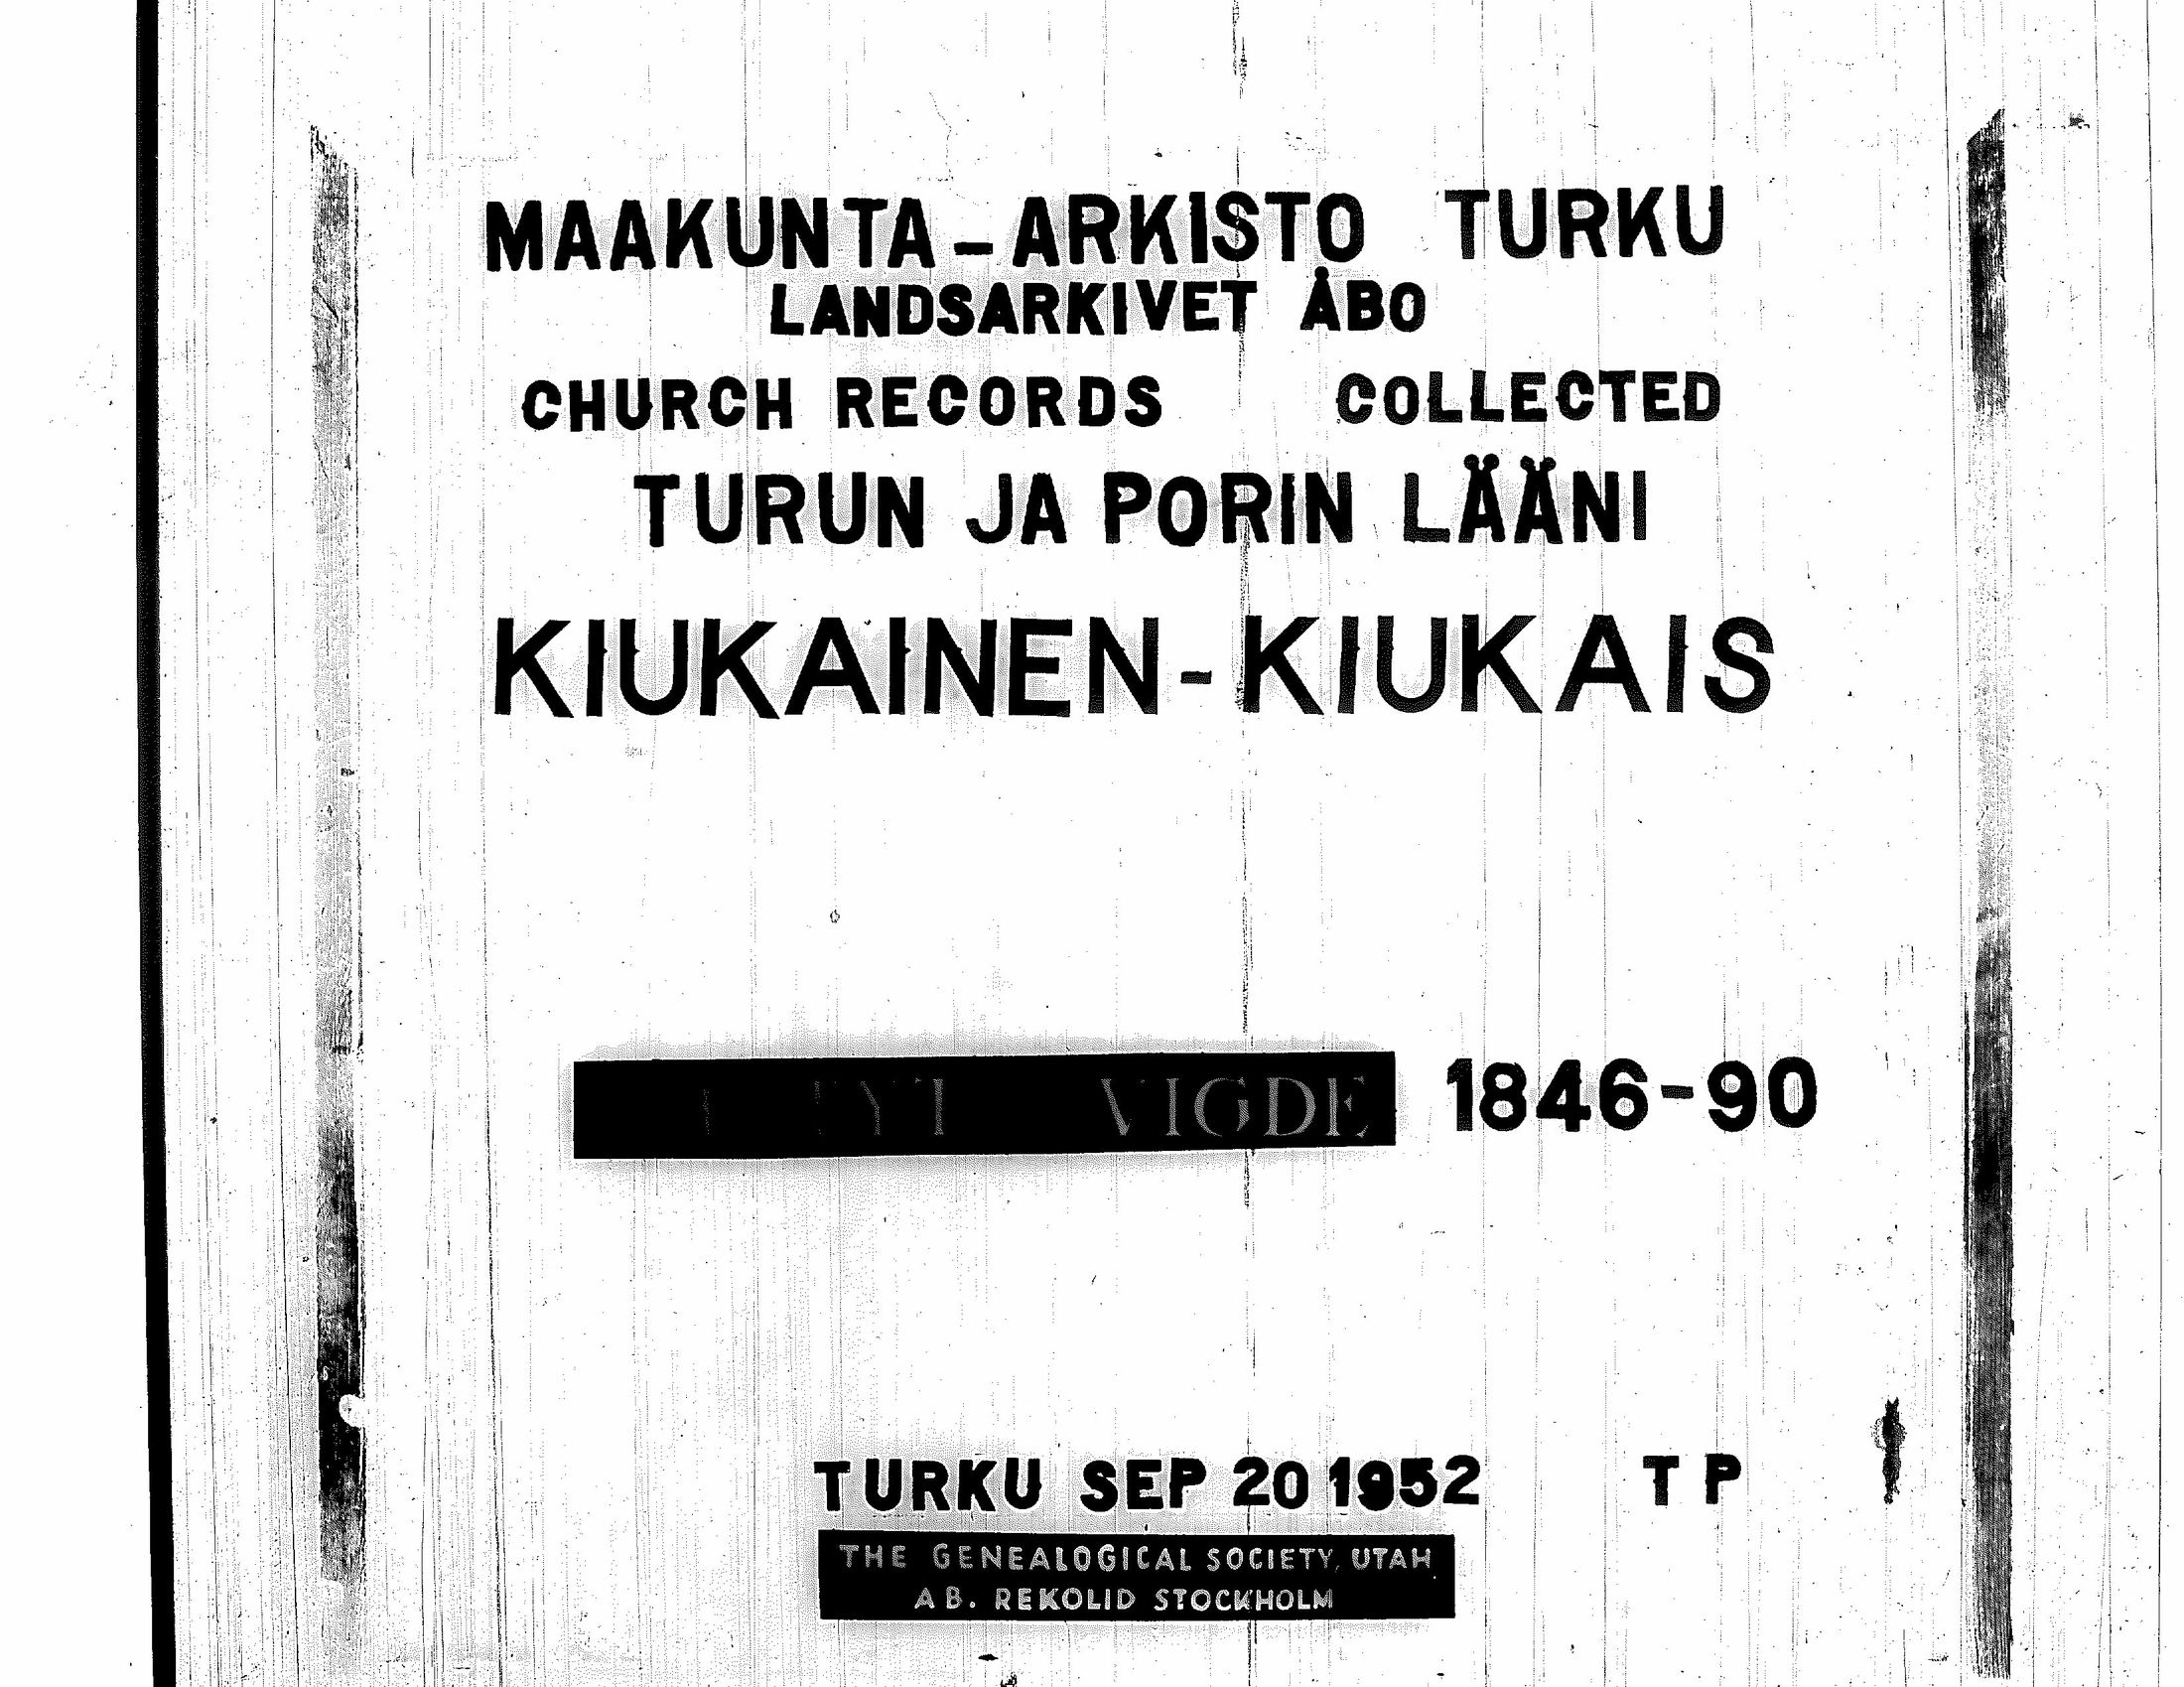 MAAKUNTA-ARKISTO TURKU
LANDSARKIVET ÅBO
CHURCH RECORDS COLLECTED
TURUN JA PORIN LÄÄNI
KIUKAINEN-KIUKAIS
VIGDE 1846-90
TURKU SEP 20 1952 T P
THE GENEALOGICAL SOCIETY, UTAH
AB. REKOLID STOCKHOLM